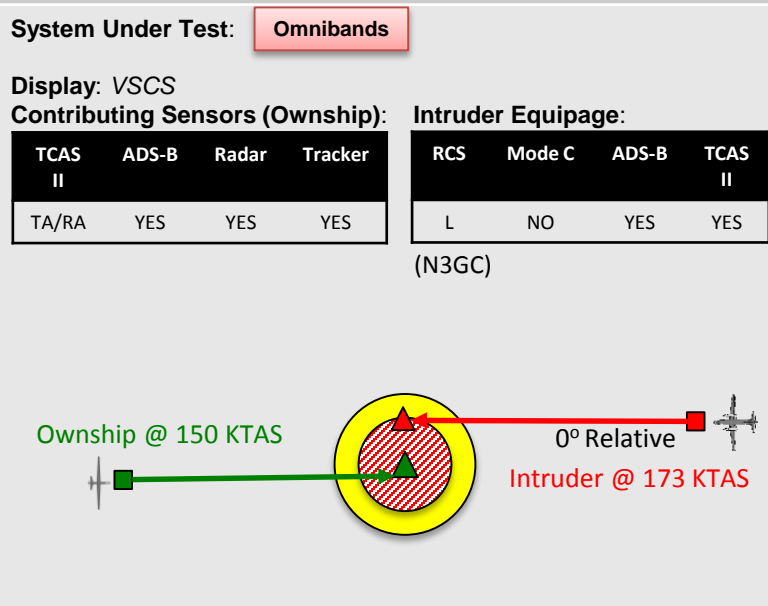 System Under Test: Omnibands
Display: VSCS
Contributing Sensors (Ownship): Intruder Equipage:
TCAS II ADS-B Radar Tracker
TA/RA YES YES YES
RCS Mode C ADS-B TCAS II
L NO YES YES
(N3GC)
Ownship @ 150 KTAS
0º Relative
Intruder @ 173 KTAS